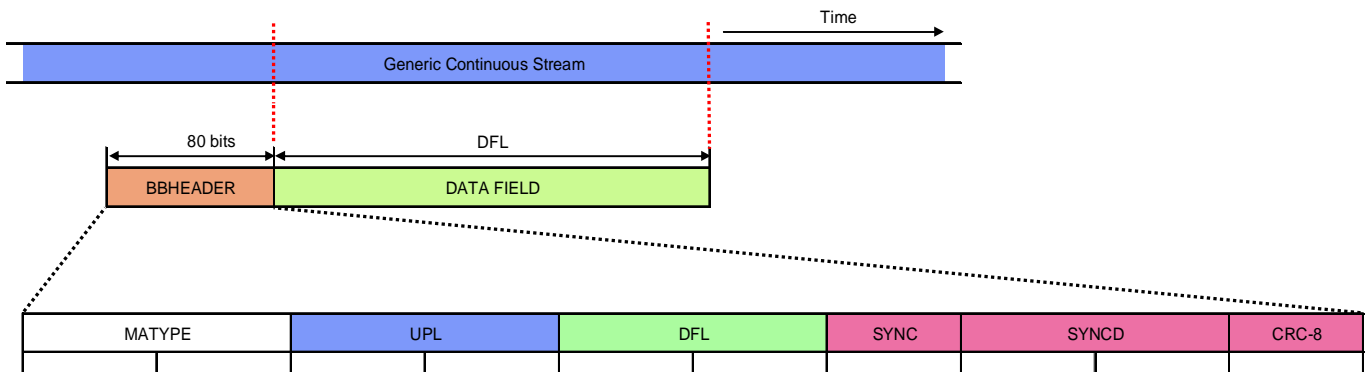 Time
Generic Continuous Stream
80 bits DFL
BBHEADER DATA FIELD
MATYPE UPL DFL SYNC SYNCD CRC-8